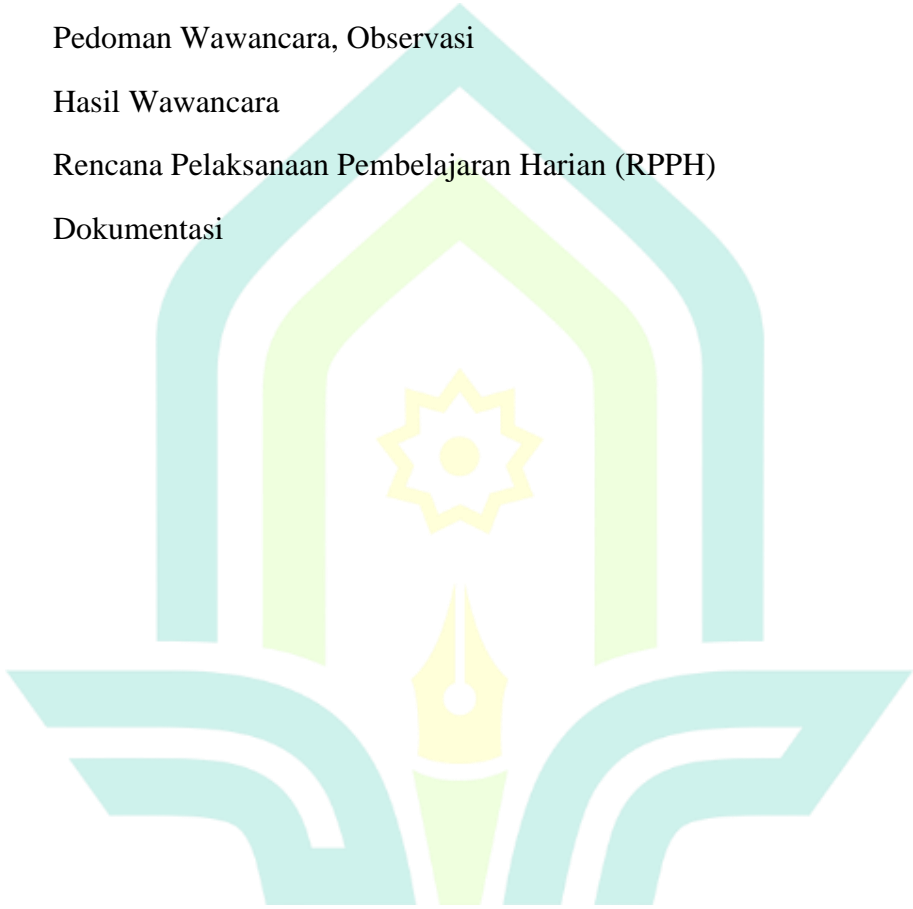 Pedoman Wawancara, Observasi
Hasil Wawancara
Rencana Pelaksanaan Pembelajaran Harian (RPPH)
Dokumentasi